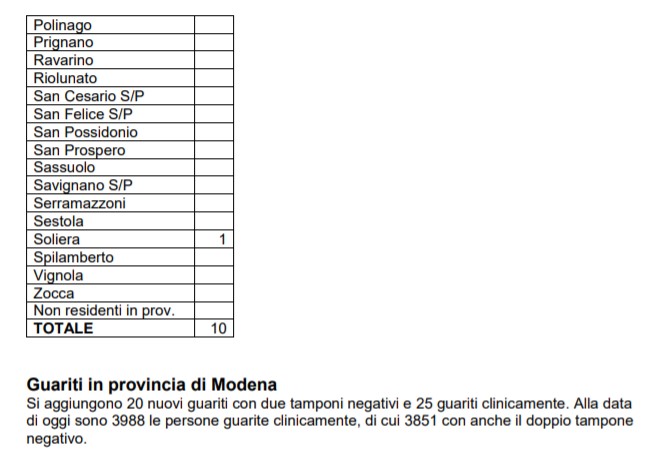 Polinago
Prignano
Ravarino
Riolunato
San Cesario S/P
San Felice S/P
San Possidonio
San Prospero
Sassuolo
Savignano S/P
Serramazzoni
Sestola
Soliera 1
Spilamberto
Vignola
Zocca
Non residenti in prov.
TOTALE 10
Guariti in provincia di Modena
Si aggiungono 20 nuovi guariti con due tamponi negativi e 25 guariti clinicamente. Alla data
di oggi sono 3988 le persone guarite clinicamente, di cui 3851 con anche il doppio tampone
negativo.